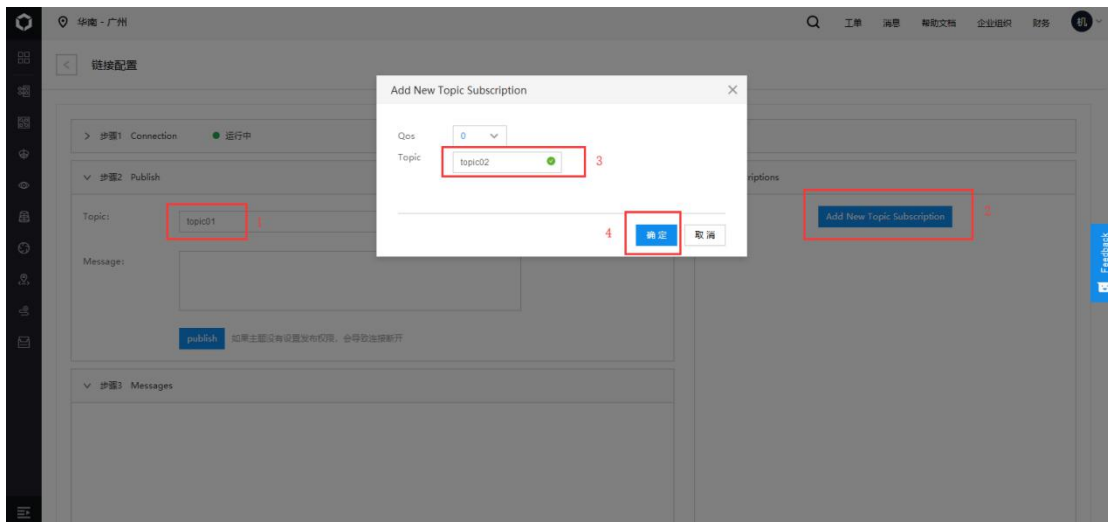 华南 - 广州
工单 消息 帮助文档 企业组织 财务 机
链接配置
Add New Topic Subscription
Qos 0
Topic topic02 3
4 确定 取消
步骤1 Connection 运行中
步骤2 Publish
riptions
Topic: topic01 1
Add New Topic Subscription 2
Message:
Feedback
publish 如果主题没有设置发布权限，会导致连接断开
步骤3 Messages